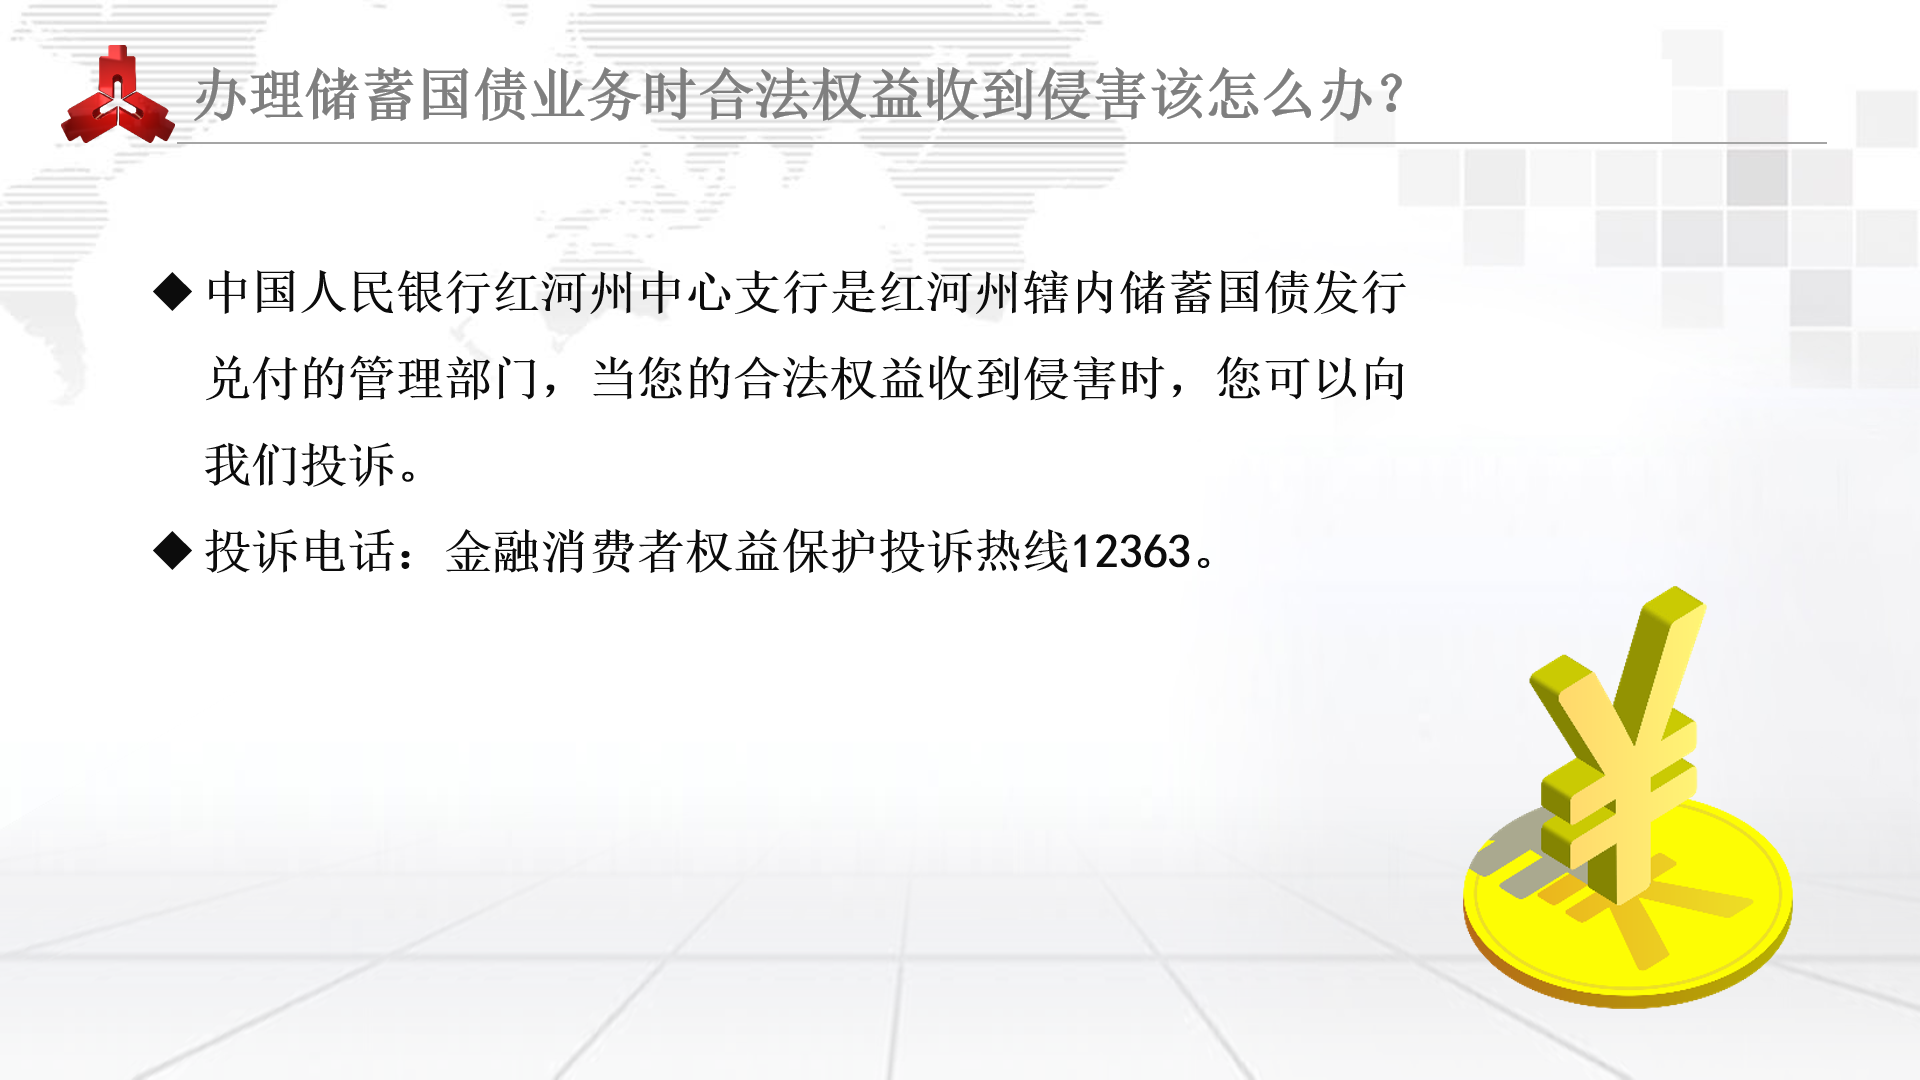 办理储蓄国债业务时合法权益收到侵害该怎么办？
◆ 中国人民银行红河州中心支行是红河州辖内储蓄国债发行
兑付的管理部门，当您的合法权益收到侵害时，您可以向
我们投诉。
◆ 投诉电话：金融消费者权益保护投诉热线12363。